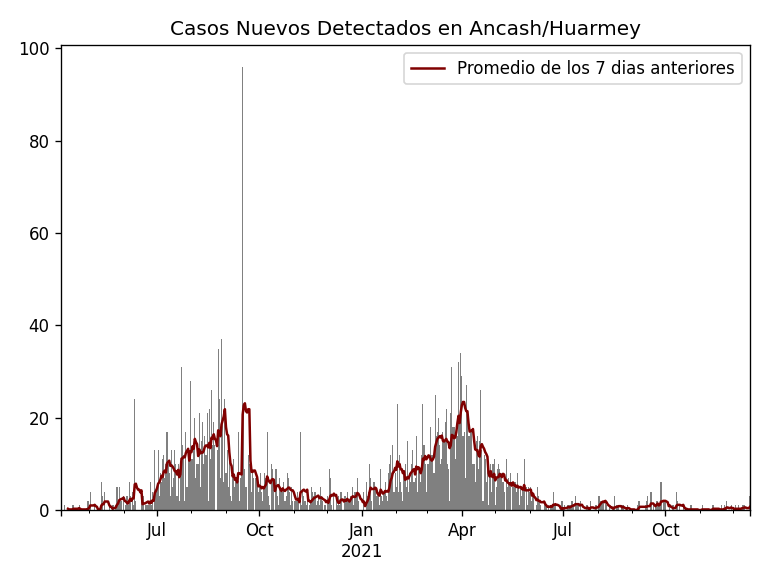 Casos Nuevos Detectados en Ancash/Huarmey
Promedio de los 7 dias anteriores
100
80
60
40
20
0
Jul
Oct
Jan
2021
Apr
Jul
Oct